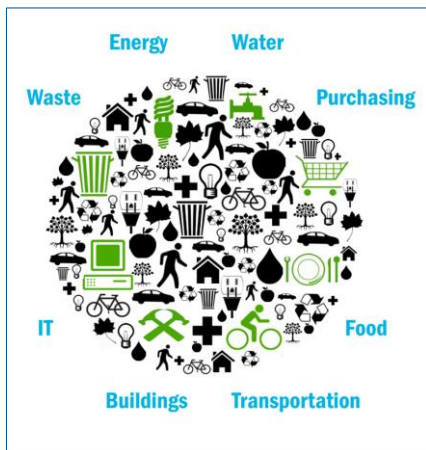 Energy Water
Waste Purchasing
IT Food
Buildings Transportation